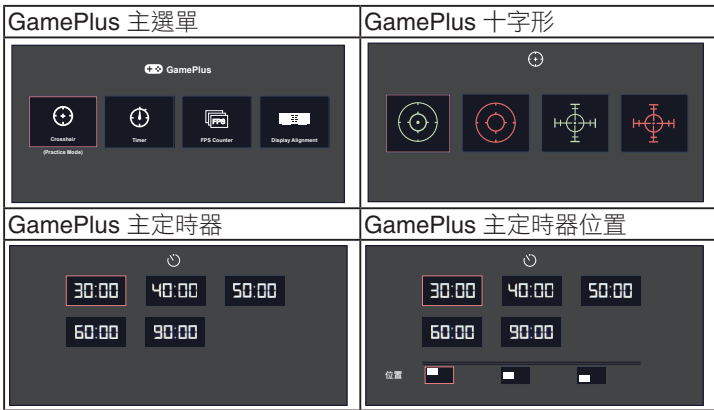 GamePlus 主選單
GamePlus 十字形
GamePlus
Crosshair
(Practice Mode)
Timer
FPS
FPS Counter
Display Alignment
GamePlus 主定時器
GamePlus 主定時器位置
30:00 40:00 50:00
60:00 90:00
30:00 40:00 50:00
60:00 90:00
位置